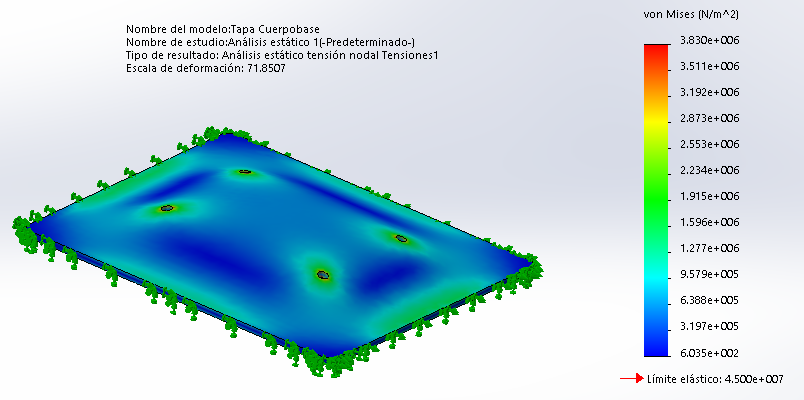 Nombre del modelo:Tapa Cuerpobase
Nombre de estudio:Análisis estático 1(-Predeterminado-)
Tipo de resultado: Análisis estático tensión nodal Tensiones1
Escala de deformación: 71.8507
von Mises (N/m^2)
3.830e+006
3.511e+006
3.192e+006
2.873e+006
2.553e+006
2.234e+006
1.915e+006
1.596e+006
1.277e+006
9.579e+005
6.388e+005
3.197e+005
6.035e+002
Límite elástico: 4.500e+007